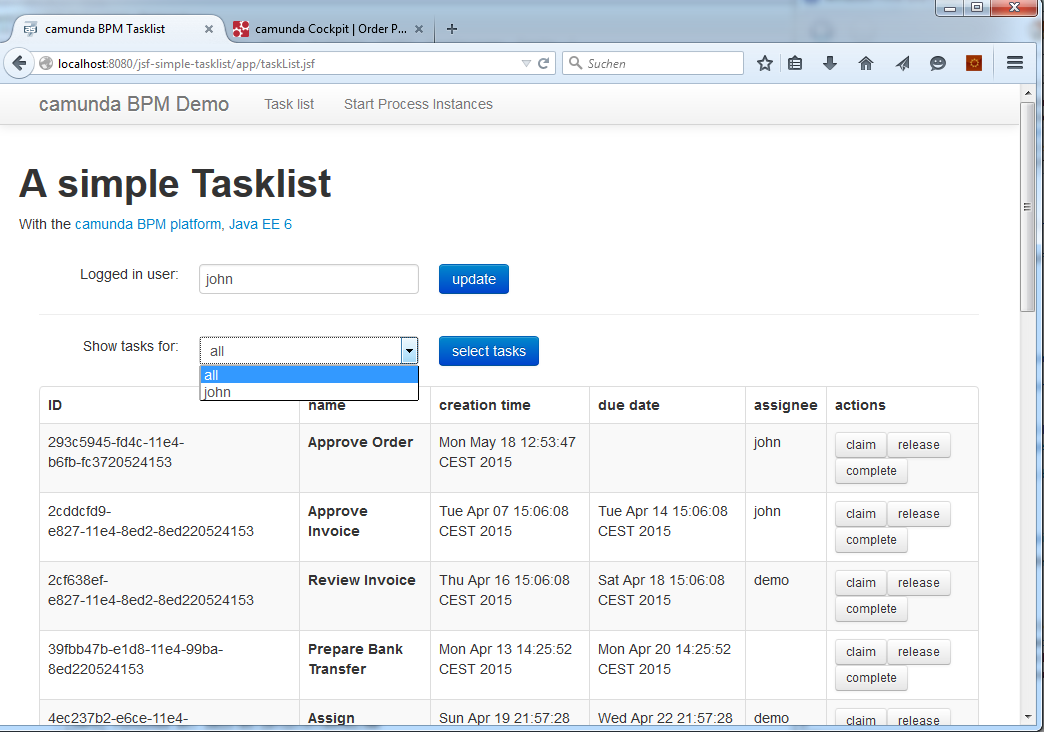 camunda BPM Tasklist
camunda Cockpit | Order P...
localhost:8080/jsf-simple-tasklist/app/taskList.jsf
Suchen
camunda BPM Demo Task list Start Process Instances
A simple Tasklist
With the camunda BPM platform, Java EE 6
Logged in user: john update
Show tasks for: all select tasks
all
john
ID name creation time due date assignee actions
293c5945-fd4c-11e4- Approve Order Mon May 18 12:53:47 john claim release
b6fb-fc3720524153 CEST 2015 complete
2cddcfd9- Approve Tue Apr 07 15:06:08 Tue Apr 14 15:06:08 john claim release
e827-11e4-8ed2-8ed220524153 Invoice CEST 2015 CEST 2015 complete
2cf638ef- Review Invoice Thu Apr 16 15:06:08 Sat Apr 18 15:06:08 demo claim release
e827-11e4-8ed2-8ed220524153 CEST 2015 CEST 2015 complete
39fbb47b-e1d8-11e4-99ba- Prepare Bank Mon Apr 13 14:25:52 Mon Apr 20 14:25:52 claim release
8ed220524153 Transfer CEST 2015 CEST 2015 complete
4ec237b2-e6ce-11e4- Assign Sun Apr 19 21:57:28 Wed Apr 22 21:57:28 demo claim release